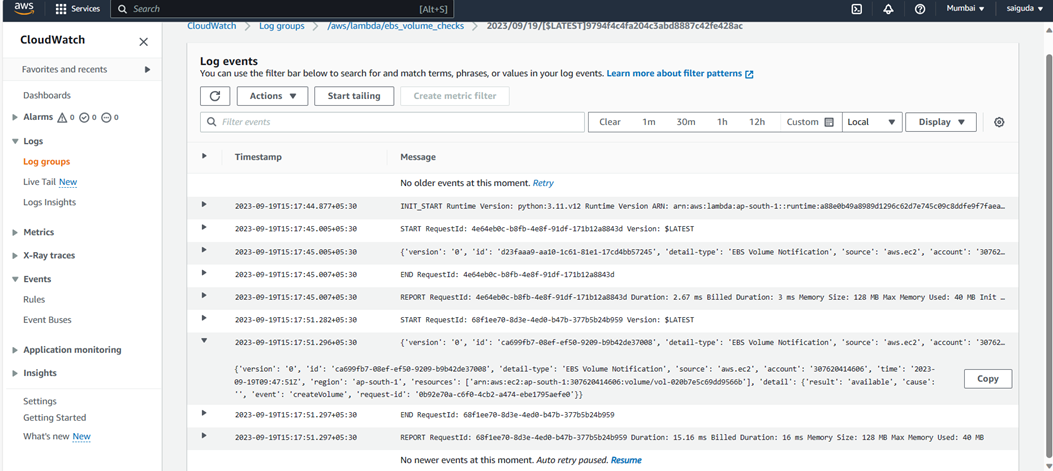 aws
Services
Search
[Alt+S]
Mumbai
saiguda
CloudWatch
Favorites and recents
Dashboards
Alarms 0 0 0
Logs
Log groups
Live Tail New
Logs Insights
Metrics
X-Ray traces
Events
Rules
Event Buses
Application monitoring
Insights
Settings
Getting Started
What's new New
CloudWatch > Log groups > /aws/lambda/ebs_volume_checks > 2023/09/19/[$LATEST]9794f4c4fa204c3abd8887c42fe428ac
Log events
You can use the filter bar below to search for and match terms, phrases, or values in your log events. Learn more about filter patterns
Actions
Start tailing
Create metric filter
Filter events
Clear 1m 30m 1h 12h Custom Local Display
Timestamp Message
No older events at this moment. Retry
2023-09-19T15:17:44.877+05:30 INIT_START Runtime Version: python:3.11.v12 Runtime Version ARN: arn:aws:lambda:ap-south-1::runtime:a88e0b49a8989d1296c62d7e745c09c8ddfe9f7faea…
2023-09-19T15:17:45.005+05:30 START RequestId: 4e64eb0c-b8fb-4e8f-91df-171b12a8843d Version: $LATEST
2023-09-19T15:17:45.005+05:30 {'version': '0', 'id': 'd23faaa9-aa10-1c61-81e1-17cd4bb57245', 'detail-type': 'EBS Volume Notification', 'source': 'aws.ec2', 'account': '30762…
2023-09-19T15:17:45.007+05:30 END RequestId: 4e64eb0c-b8fb-4e8f-91df-171b12a8843d
2023-09-19T15:17:45.007+05:30 REPORT RequestId: 4e64eb0c-b8fb-4e8f-91df-171b12a8843d Duration: 2.67 ms Billed Duration: 3 ms Memory Size: 128 MB Max Memory Used: 40 MB Init …
2023-09-19T15:17:51.282+05:30 START RequestId: 68f1ee70-8d3e-4ed0-b47b-377b5b24b959 Version: $LATEST
2023-09-19T15:17:51.296+05:30 {'version': '0', 'id': 'ca699fb7-08ef-ef50-9209-b9b42de37008', 'detail-type': 'EBS Volume Notification', 'source': 'aws.ec2', 'account': '30762…
{'version': '0', 'id': 'ca699fb7-08ef-ef50-9209-b9b42de37008', 'detail-type': 'EBS Volume Notification', 'source': 'aws.ec2', 'account': '307620414606', 'time': '2023-
09-19T09:47:51Z', 'region': 'ap-south-1', 'resources': ['arn:aws:ec2:ap-south-1:307620414606:volume/vol-020b7e5c69dd9566b'], 'detail': {'result': 'available', 'cause':
'', 'event': 'createVolume', 'request-id': '0b92e70a-c6f0-4cb2-a474-ebe1795aefe0'}}
Copy
2023-09-19T15:17:51.297+05:30 END RequestId: 68f1ee70-8d3e-4ed0-b47b-377b5b24b959
2023-09-19T15:17:51.297+05:30 REPORT RequestId: 68f1ee70-8d3e-4ed0-b47b-377b5b24b959 Duration: 15.16 ms Billed Duration: 16 ms Memory Size: 128 MB Max Memory Used: 40 MB
No newer events at this moment. Auto retry paused. Resume